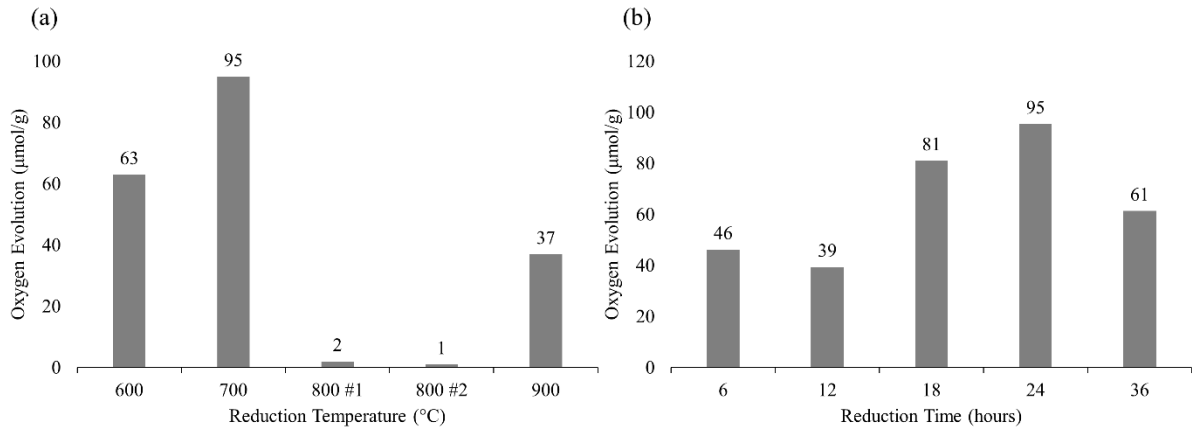 (a)
Oxygen Evolution (μmol/g)
100
80
60
40
20
0
63
95
2
1
37
600 700 800 #1 800 #2 900
Reduction Temperature (°C)
(b)
Oxygen Evolution (μmol/g)
120
100
80
60
40
20
0
46
39
81
95
61
6 12 18 24 36
Reduction Time (hours)